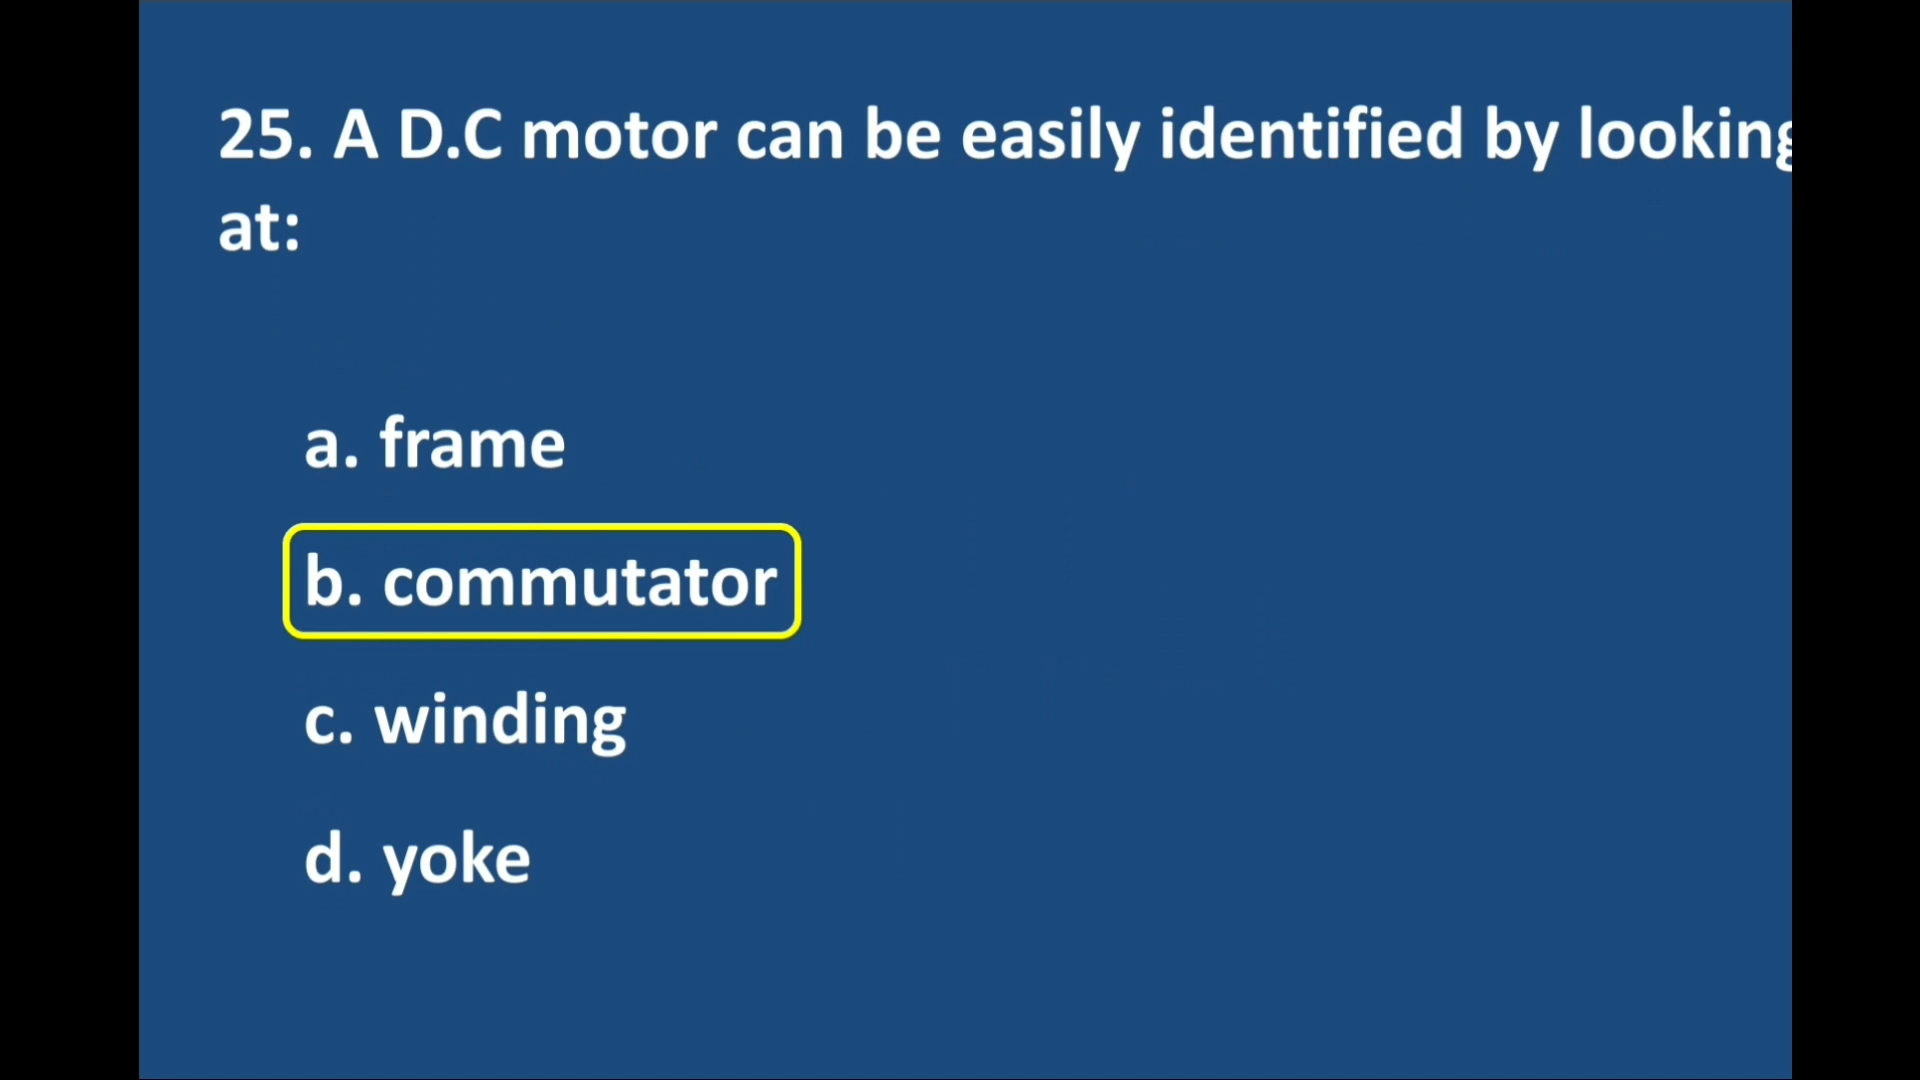 25. A D.C motor can be easily identified by looking
at:
a. frame
b. commutator
c. winding
d. yoke